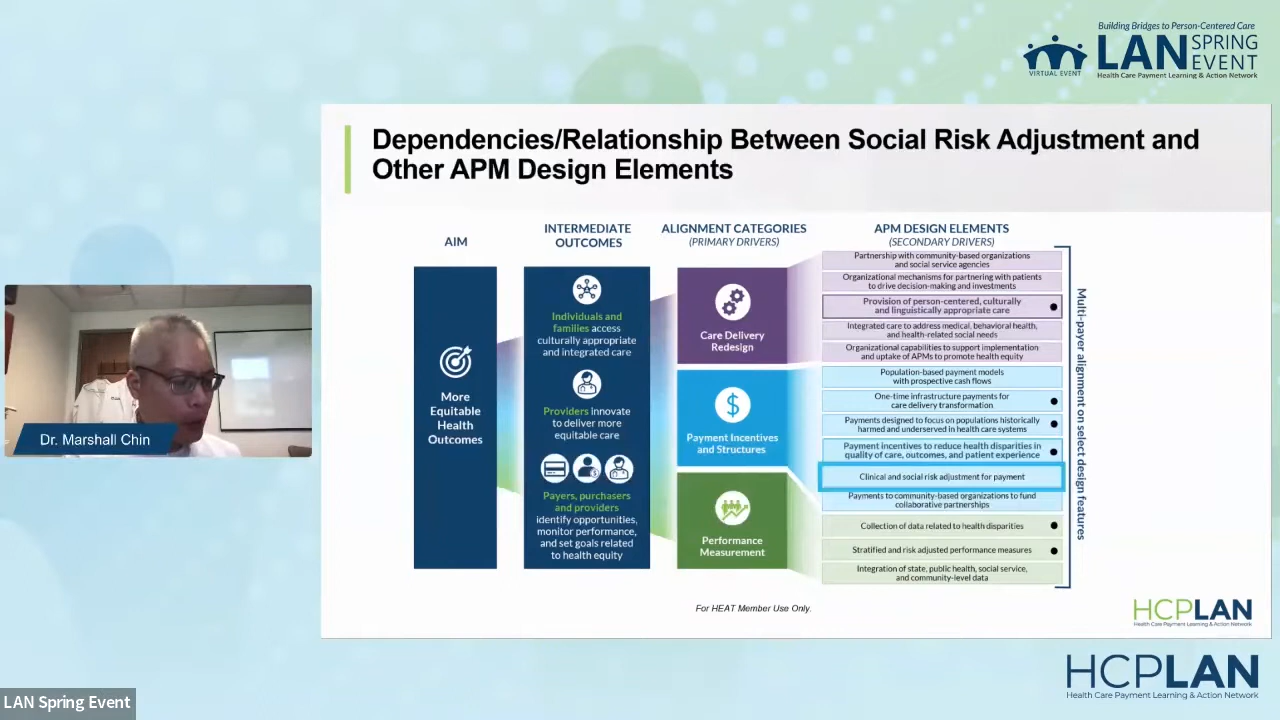 Building Bridges to Person-Centered Care
LAN SPRING EVENT
VIRTUAL EVENT
Health Care Payment Learning & Action Network
Dependencies/Relationship Between Social Risk Adjustment and
Other APM Design Elements
AIM
More
Equitable
Health
Outcomes
INTERMEDIATE
OUTCOMES
Individuals and
families access
culturally appropriate
and integrated care
Providers innovate
to deliver more
equitable care
Payers, purchasers
and providers
identify opportunities,
monitor performance,
and set goals related
to health equity
ALIGNMENT CATEGORIES
(PRIMARY DRIVERS)
Care Delivery
Redesign
$
Payment Incentives
and Structures
Performance
Measurement
APM DESIGN ELEMENTS
(SECONDARY DRIVERS)
Partnership with community-based organizations
and social service agencies
Organizational mechanisms for partnering with patients
to drive decision-making and investments
Provision of person-centered, culturally
and linguistically appropriate care
Integrated care to address medical, behavioral health,
and health-related social needs
Organizational capabilities to support implementation
and uptake of APMs to promote health equity
Population-based payment models
with prospective cash flows
One-time infrastructure payments for
care delivery transformation
Payments designed to focus on populations historically
harmed and underserved in health care systems
Payment incentives to reduce health disparities in
quality of care, outcomes, and patient experience
Clinical and social risk adjustment for payment
Payments to community-based organizations to fund
collaborative partnerships
Collection of data related to health disparities
Stratified and risk adjusted performance measures
Integration of state, public health, social service,
and community-level data
Multi-payer alignment on select design features
For HEAT Member Use Only.
HCPLAN
Health Care Payment Learning & Action Network
Dr. Marshall Chin
HCPLAN
Health Care Payment Learning & Action Network
LAN Spring Event